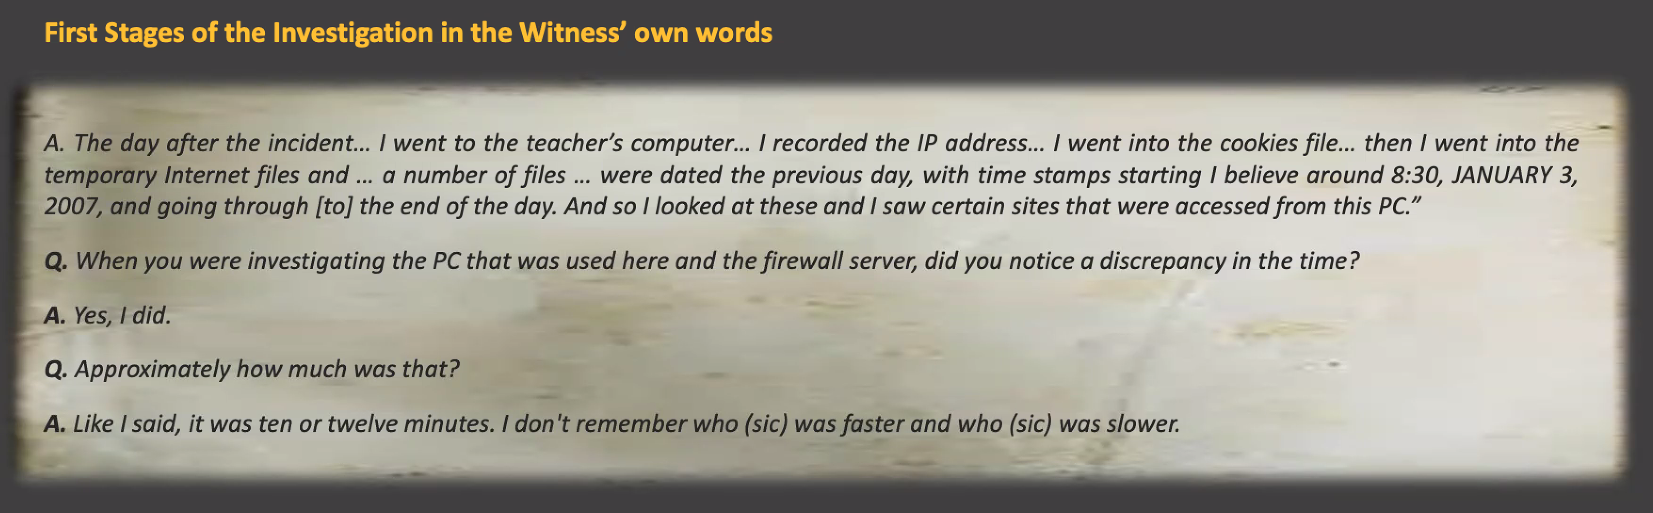 First Stages of the Investigation in the Witness’ own words
A. The day after the incident... I went to the teacher’s computer... I recorded the IP address... I went into the cookies file... then I went into the
temporary Internet files and ... a number of files ... were dated the previous day, with time stamps starting I believe around 8:30, JANUARY 3,
2007, and going through [to] the end of the day. And so I looked at these and I saw certain sites that were accessed from this PC.”
Q. When you were investigating the PC that was used here and the firewall server, did you notice a discrepancy in the time?
A. Yes, I did.
Q. Approximately how much was that?
A. Like I said, it was ten or twelve minutes. I don't remember who (sic) was faster and who (sic) was slower.